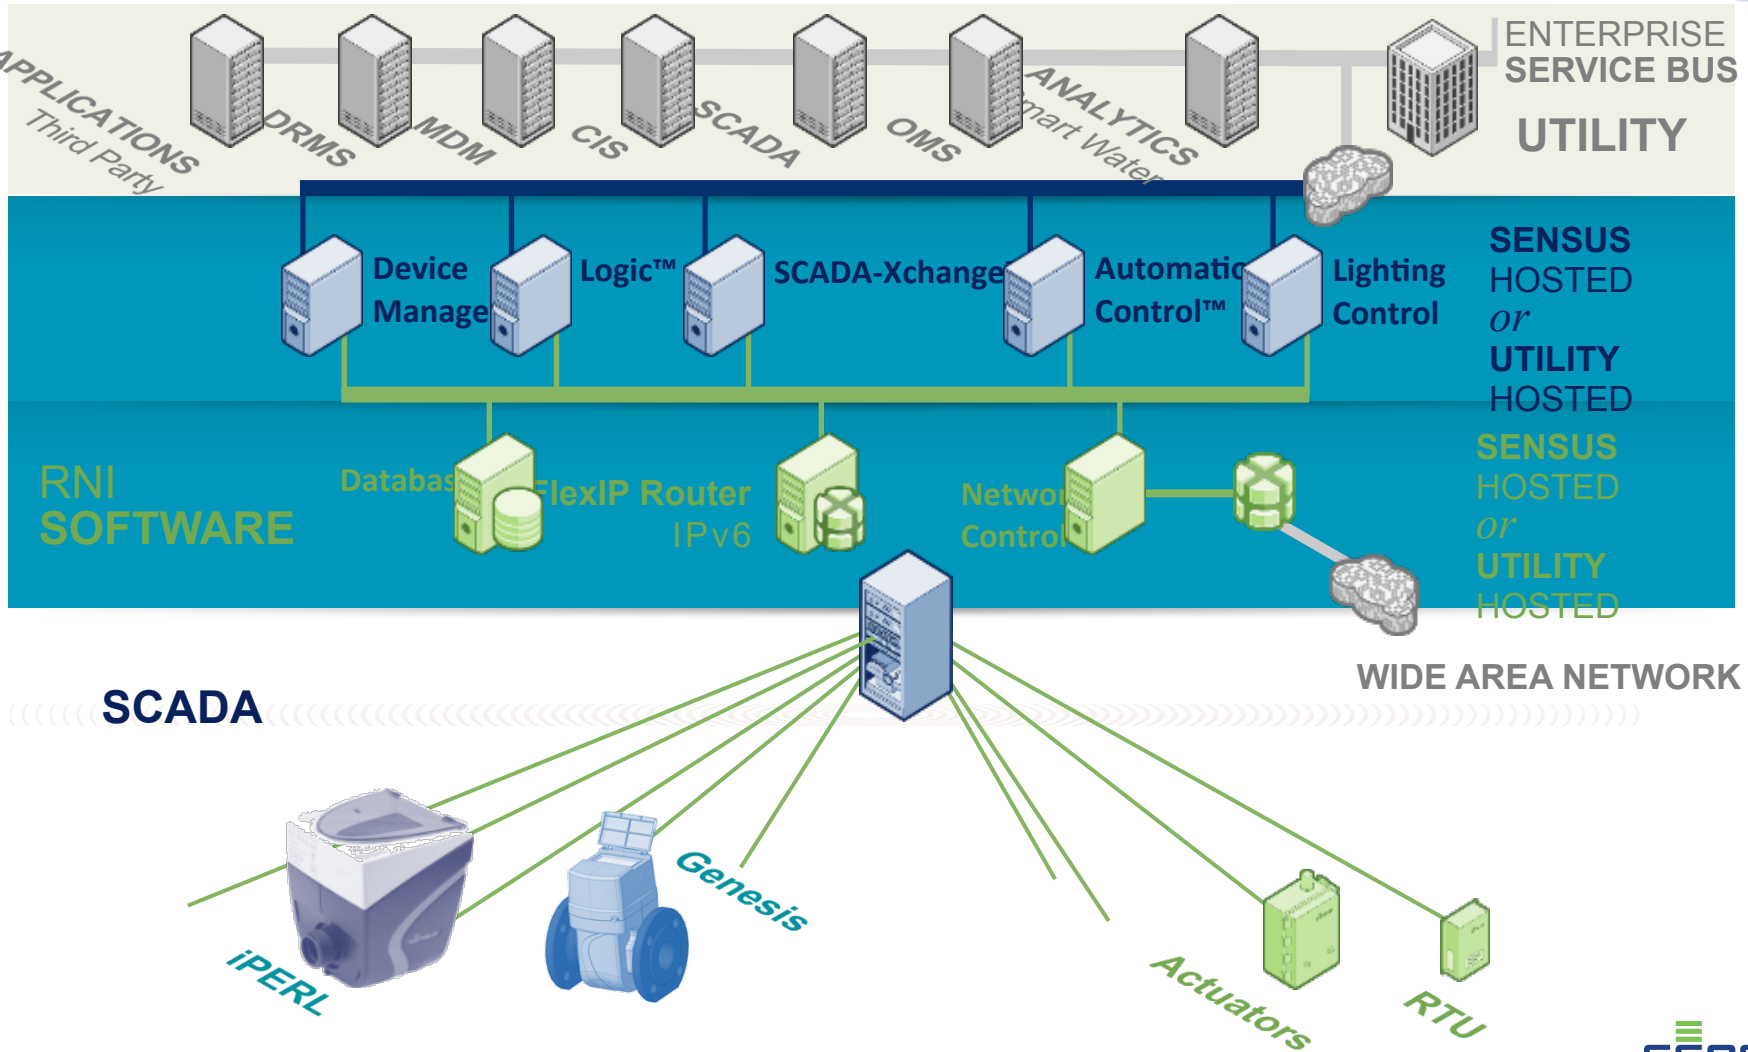 ENTERPRISE
SERVICE BUS
UTILITY
APPLICATIONS
Third Party
DRMS
MDM
CIS
SCADA
OMS
ANALYTICS
mart Water
Device
Manage
Logic™
SCADA-Xchange
Automatic
Control™
Lighting
Control
SENSUS
HOSTED
or
UTILITY
HOSTED
RNI
SOFTWARE
Databas
FlexIP Router
IPv6
Networ
Control
SENSUS
HOSTED
or
UTILITY
HOSTED
WIDE AREA NETWORK
SCADA
iPERL
Genesis
Actuators
RTU